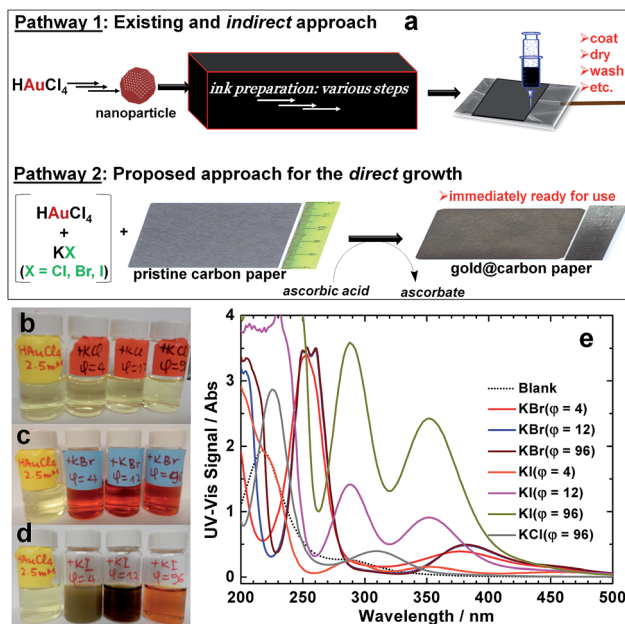 Pathway 1: Existing and indirect approach
a
HAuCl4
nanoparticle
ink preparation: various steps
➢coat
➢dry
➢wash
➢etc.
Pathway 2: Proposed approach for the direct growth
HAuCl4
+
KX
(X = Cl, Br, I)
+
pristine carbon paper
ascorbic acid
ascorbate
➢immediately ready for use
gold@carbon paper
b
HAuCl4
2.5mM
+KCl
φ=4
+KCl
+KCl
c
HAuCl4
2.5mM
+KBr
φ=4
+KBr
φ=12
+KBr
φ=96
d
HAuCl4
2.5mM
+KI
φ=4
+KI
φ=12
+KI
φ=96
e
UV-Vis Signal / Abs
4
3
2
1
0
Blank
KBr(φ = 4)
KBr(φ = 12)
KBr(φ = 96)
KI(φ = 4)
KI(φ = 12)
KI(φ = 96)
KCl(φ = 96)
200 250 300 350 400 450 500
Wavelength / nm